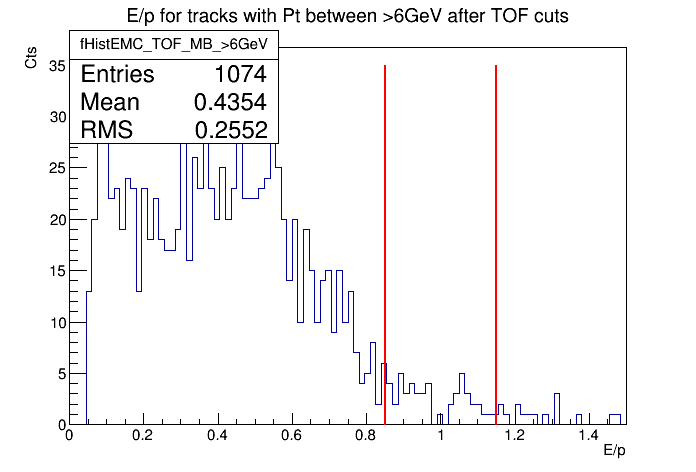 E/p for tracks with Pt between >6GeV after TOF cuts
Cts
fHistEMC_TOF_MB_>6GeV
Entries 1074
Mean 0.4354
RMS 0.2552
35
30
25
20
15
10
5
0
0 0.2 0.4 0.6 0.8 1 1.2 1.4
E/p